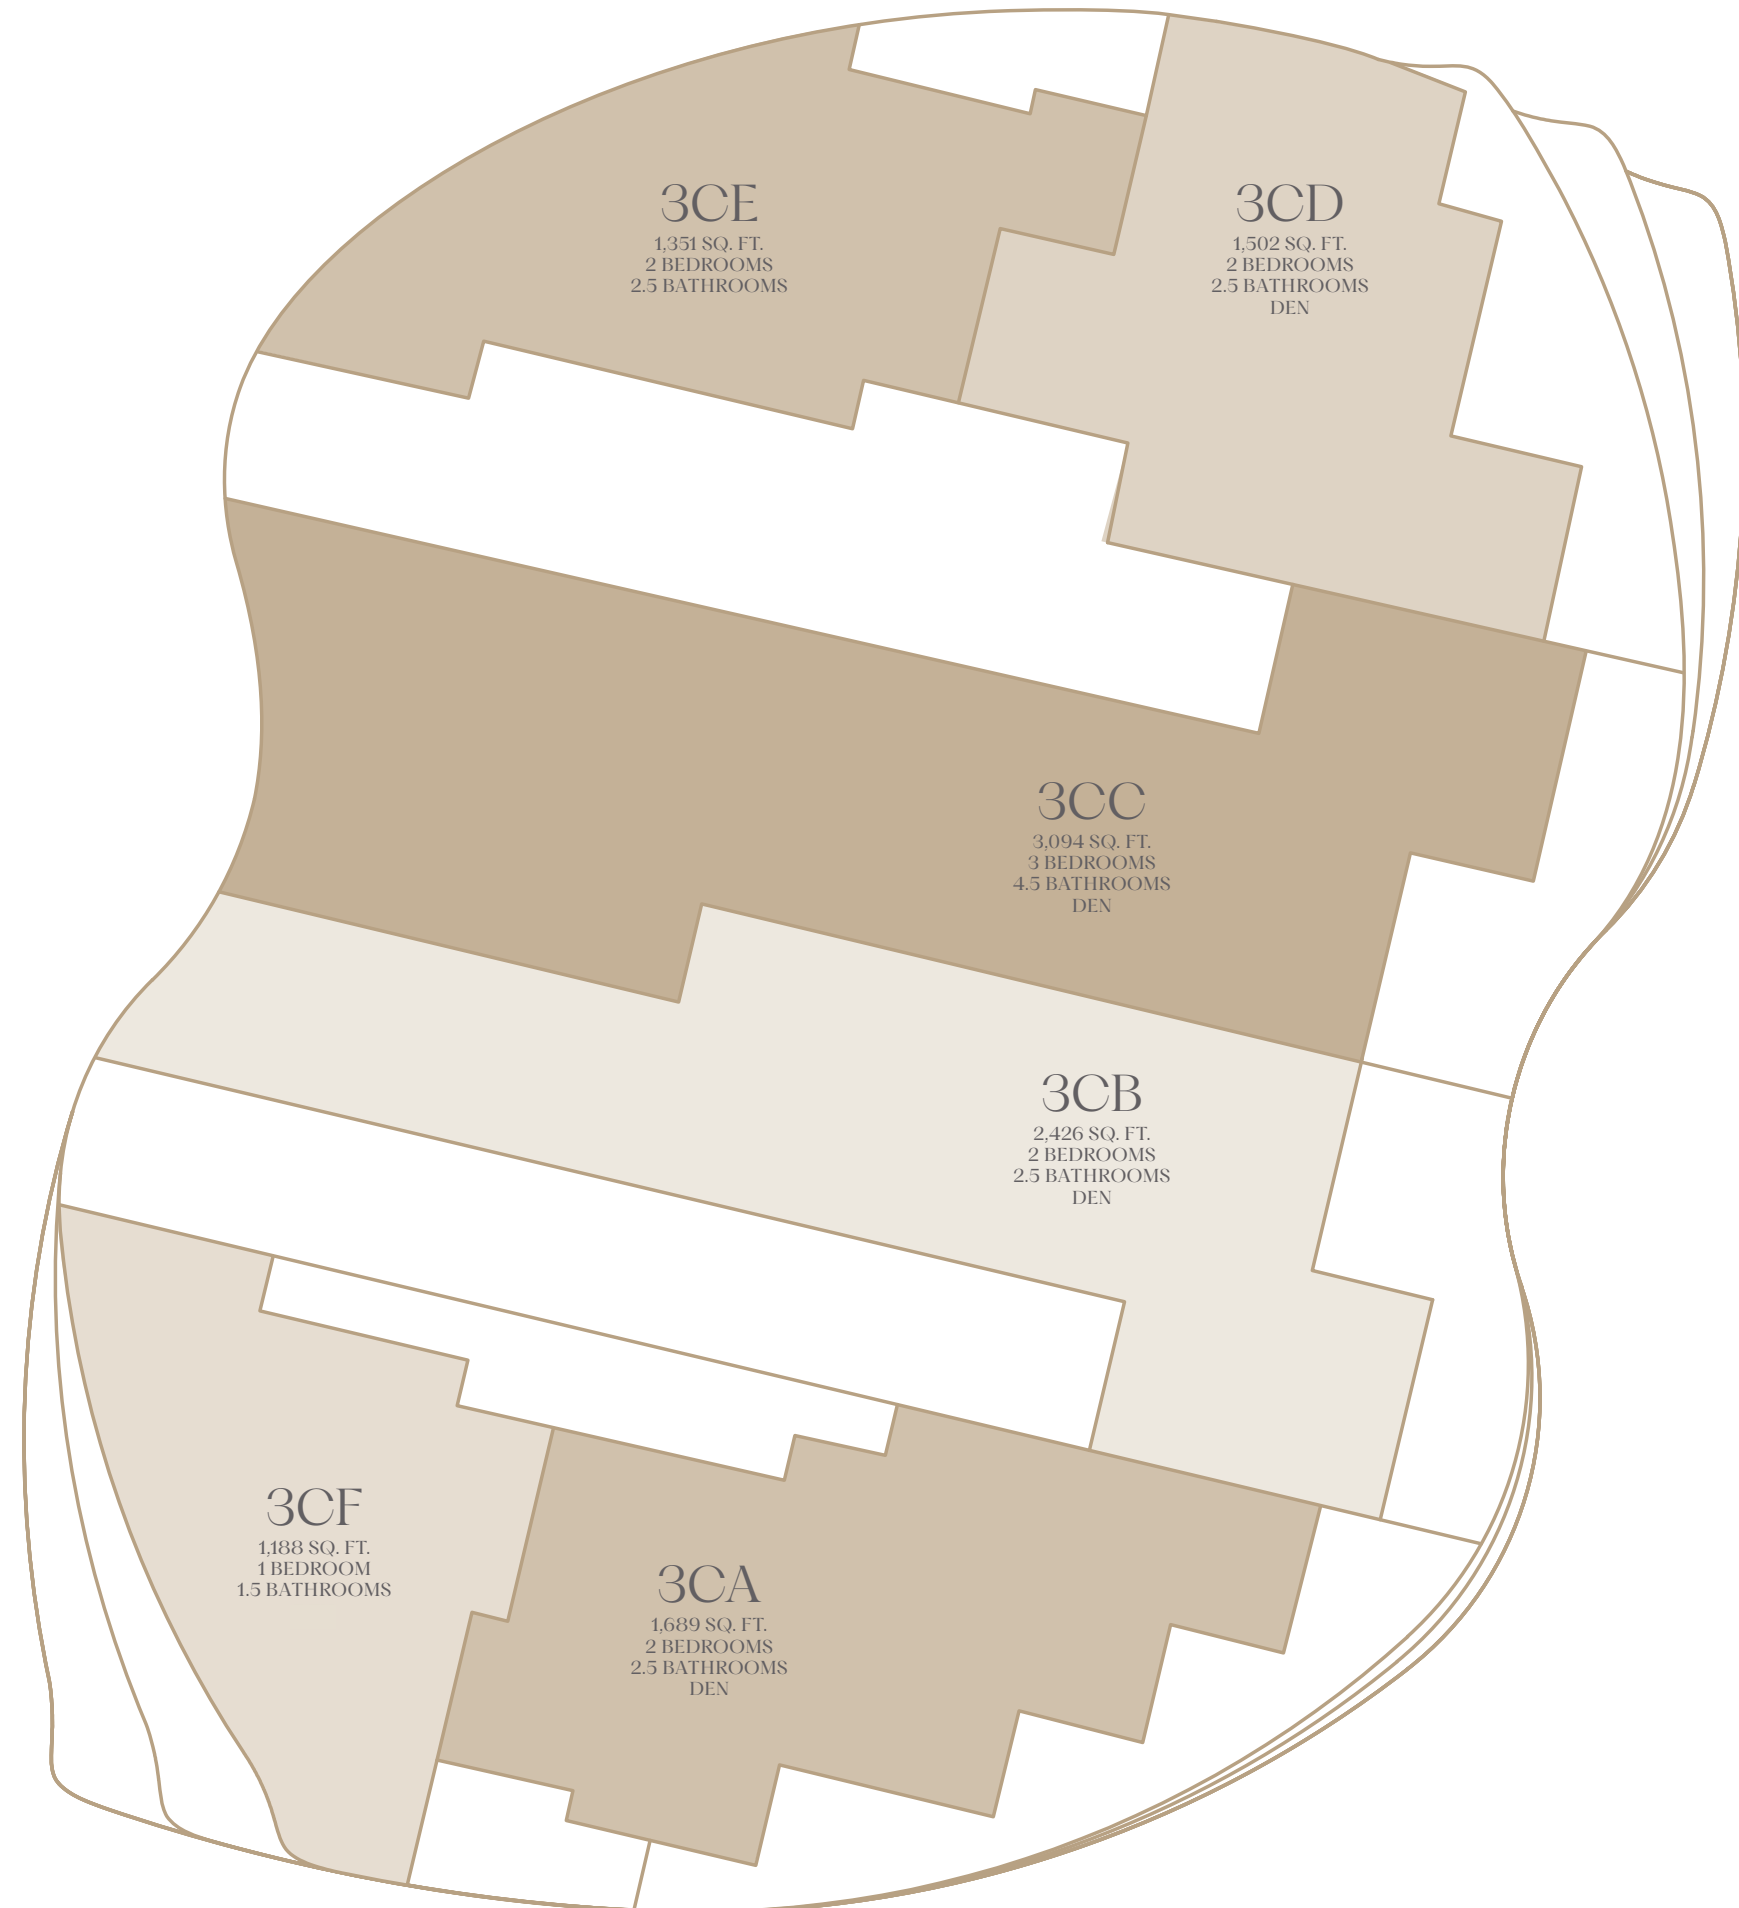 3CE
1,351 SQ. FT.
2 BEDROOMS
2.5 BATHROOMS
3CD
1,502 SQ. FT.
2 BEDROOMS
2.5 BATHROOMS
DEN
3CC
3,094 SQ. FT.
3 BEDROOMS
4.5 BATHROOMS
DEN
3CB
2,426 SQ. FT.
2 BEDROOMS
2.5 BATHROOMS
DEN
3CF
1,188 SQ. FT.
1 BEDROOM
1.5 BATHROOMS
3CA
1,689 SQ. FT.
2 BEDROOMS
2.5 BATHROOMS
DEN